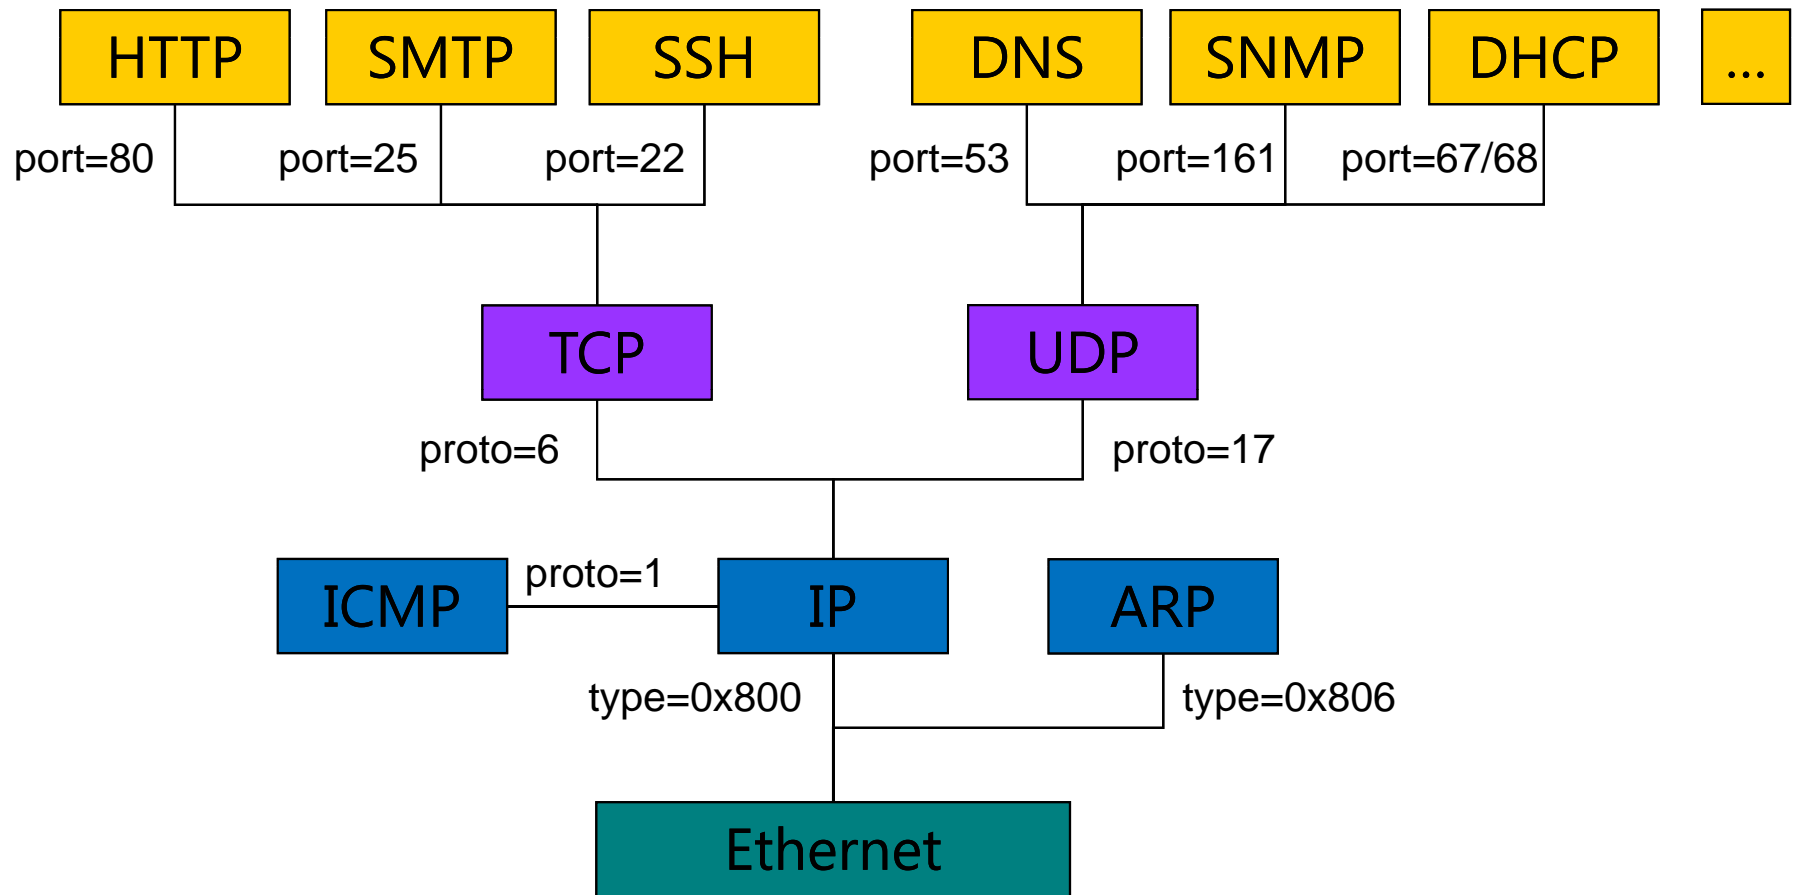 HTTP SMTP SSH DNS SNMP DHCP ...
port=80 port=25 port=22 port=53 port=161 port=67/68
TCP UDP
proto=6 proto=17
ICMP proto=1 IP ARP
type=0x800 type=0x806
Ethernet